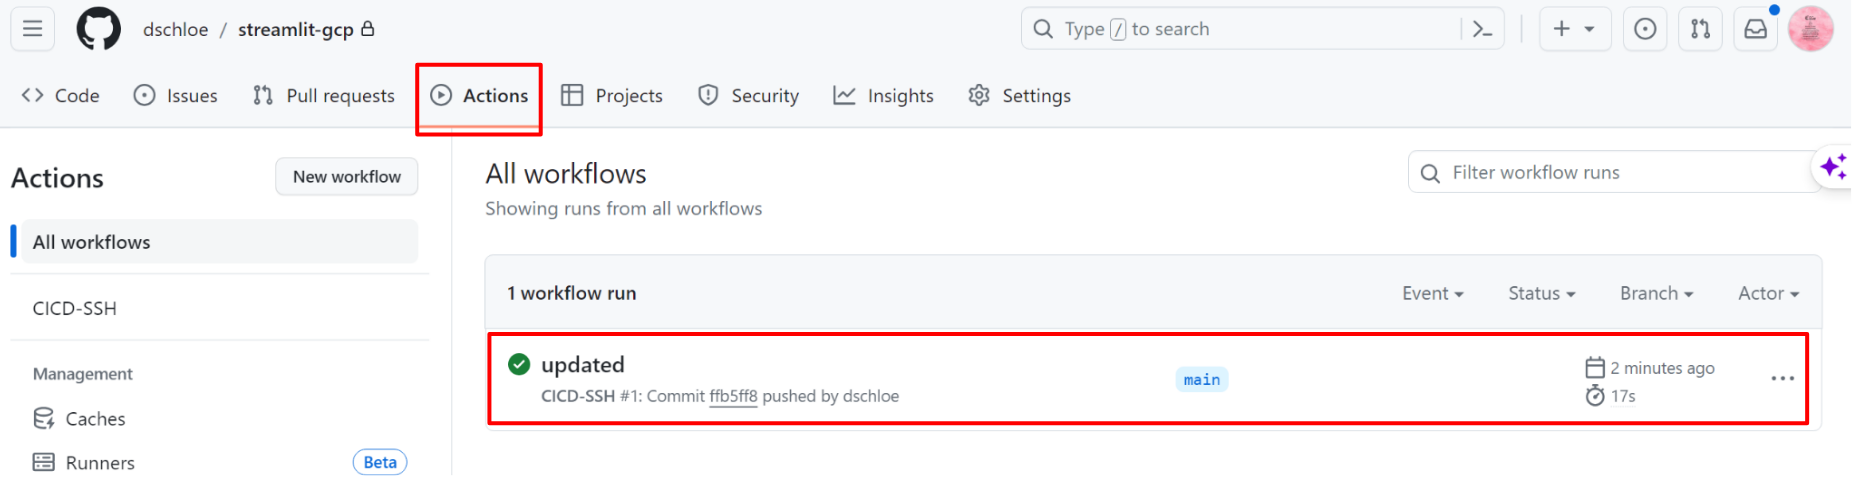 dschloe / streamlit-gcp
Type / to search
Code Issues Pull requests Actions Projects Security Insights Settings
Actions
New workflow
All workflows
CICD-SSH
Management
Caches
Runners
Beta
All workflows
Showing runs from all workflows
Filter workflow runs
1 workflow run
Event Status Branch Actor
updated
CICD-SSH #1: Commit ffb5ff8 pushed by dschloe
main
2 minutes ago
17s